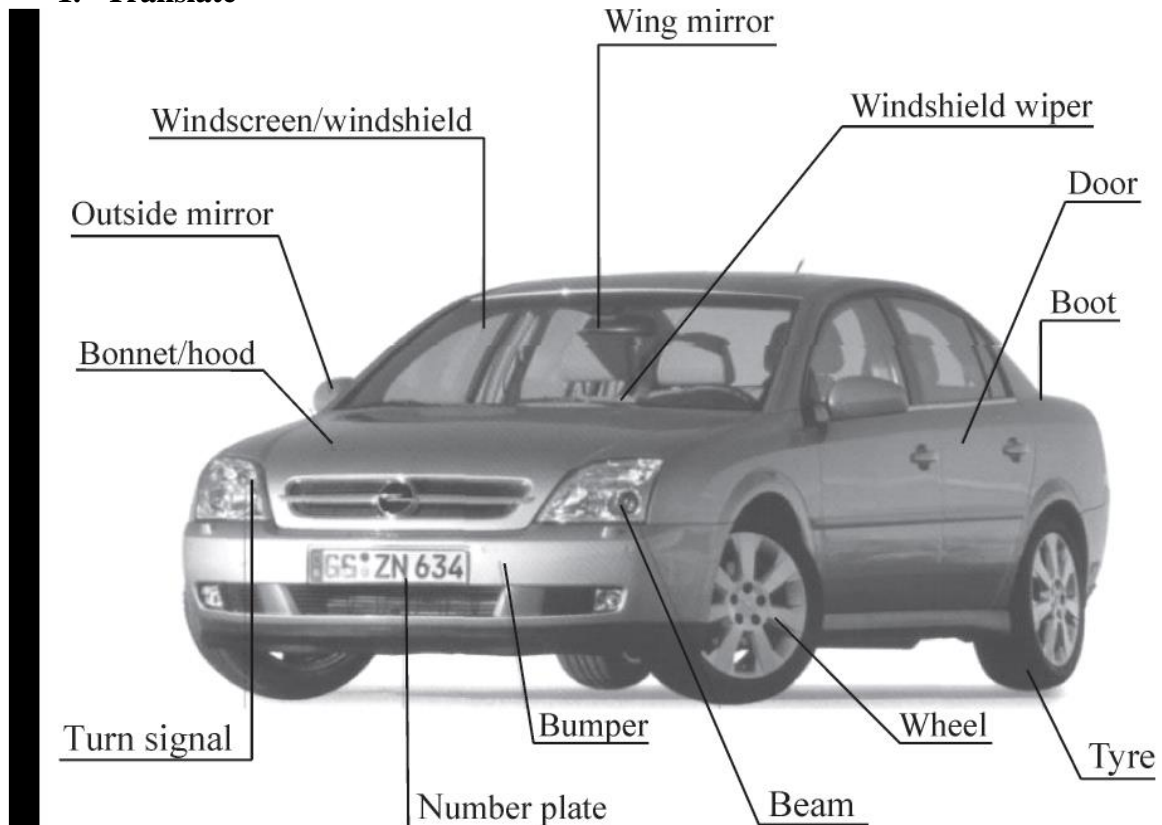 1. Translate
Wing mirror
Windscreen/windshield
Windshield wiper
Door
Outside mirror
Boot
Bonnet/hood
GS:ZN 634
Turn signal
Bumper
Wheel
Tyre
Number plate
Beam